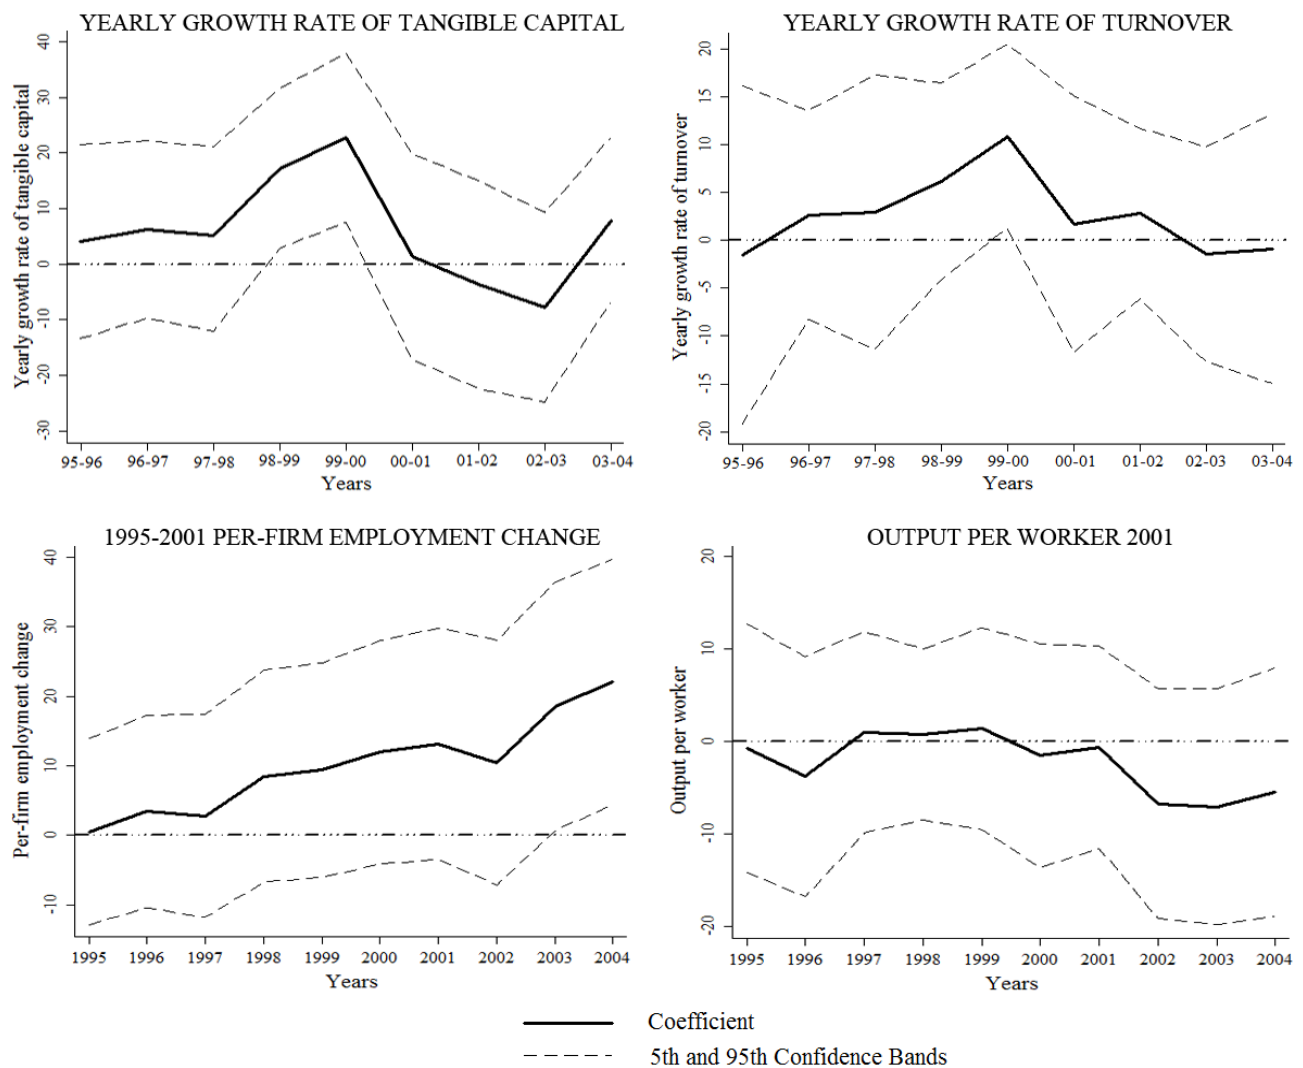 YEARLY GROWTH RATE OF TANGIBLE CAPITAL
Yearly growth rate of tangible capital
40
30
20
10
0
-10
-20
-30
95-96 96-97 97-98 98-99 99-00 00-01 01-02 02-03 03-04
Years
YEARLY GROWTH RATE OF TURNOVER
Yearly growth rate of turnover
20
15
10
5
0
-5
-10
-15
-20
95-96 96-97 97-98 98-99 99-00 00-01 01-02 02-03 03-04
Years
1995-2001 PER-FIRM EMPLOYMENT CHANGE
Per-firm employment change
40
30
20
10
0
-10
1995 1996 1997 1998 1999 2000 2001 2002 2003 2004
Years
OUTPUT PER WORKER 2001
Output per worker
20
10
0
-10
-20
1995 1996 1997 1998 1999 2000 2001 2002 2003 2004
Years
Coefficient
5th and 95th Confidence Bands